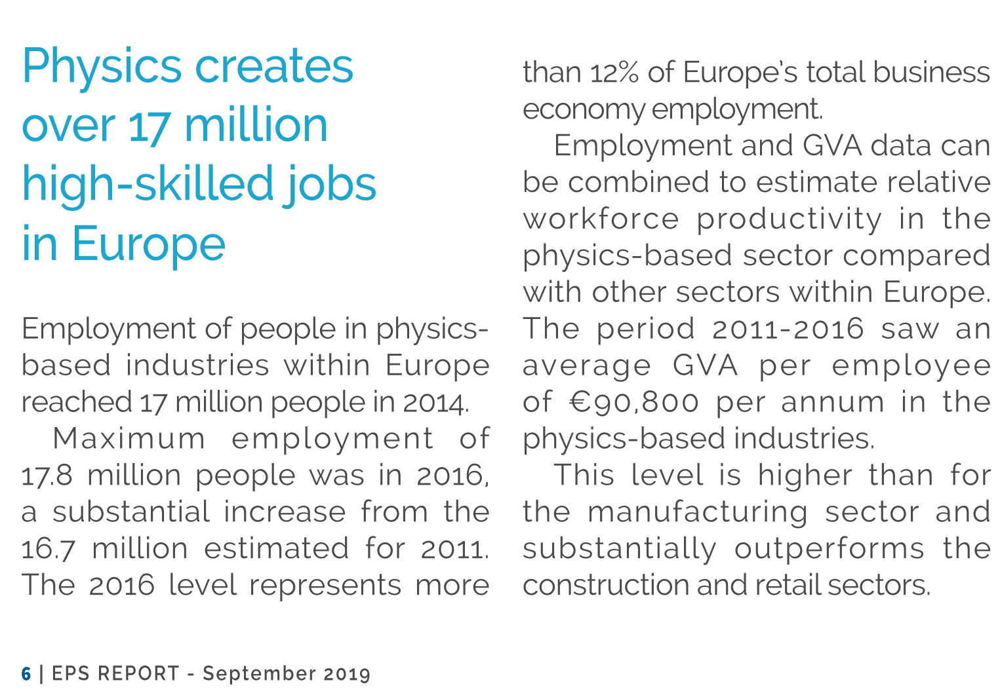 Physics creates
over 17 million
high-skilled jobs
in Europe
Employment of people in physics-
based industries within Europe
reached 17 million people in 2014.
Maximum employment of
17.8 million people was in 2016,
a substantial increase from the
16.7 million estimated for 2011.
The 2016 level represents more
than 12% of Europe's total business
economy employment.
Employment and GVA data can
be combined to estimate relative
workforce productivity in the
physics-based sector compared
with other sectors within Europe.
The period 2011-2016 saw an
average GVA per employee
of €90,800 per annum in the
physics-based industries.
This level is higher than for
the manufacturing sector and
substantially outperforms the
construction and retail sectors.
6 | EPS REPORT - September 2019